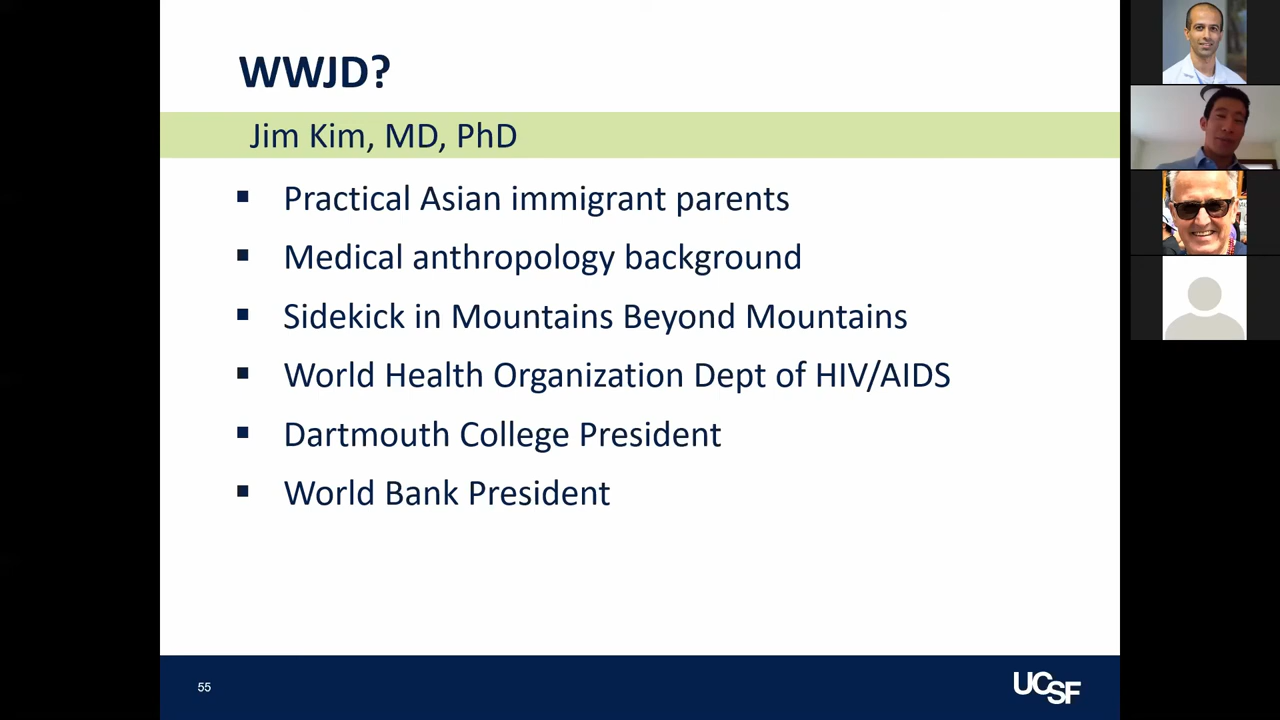 WWJD?
Jim Kim, MD, PhD
▪ Practical Asian immigrant parents
▪ Medical anthropology background
▪ Sidekick in Mountains Beyond Mountains
▪ World Health Organization Dept of HIV/AIDS
▪ Dartmouth College President
▪ World Bank President
55
UCSF